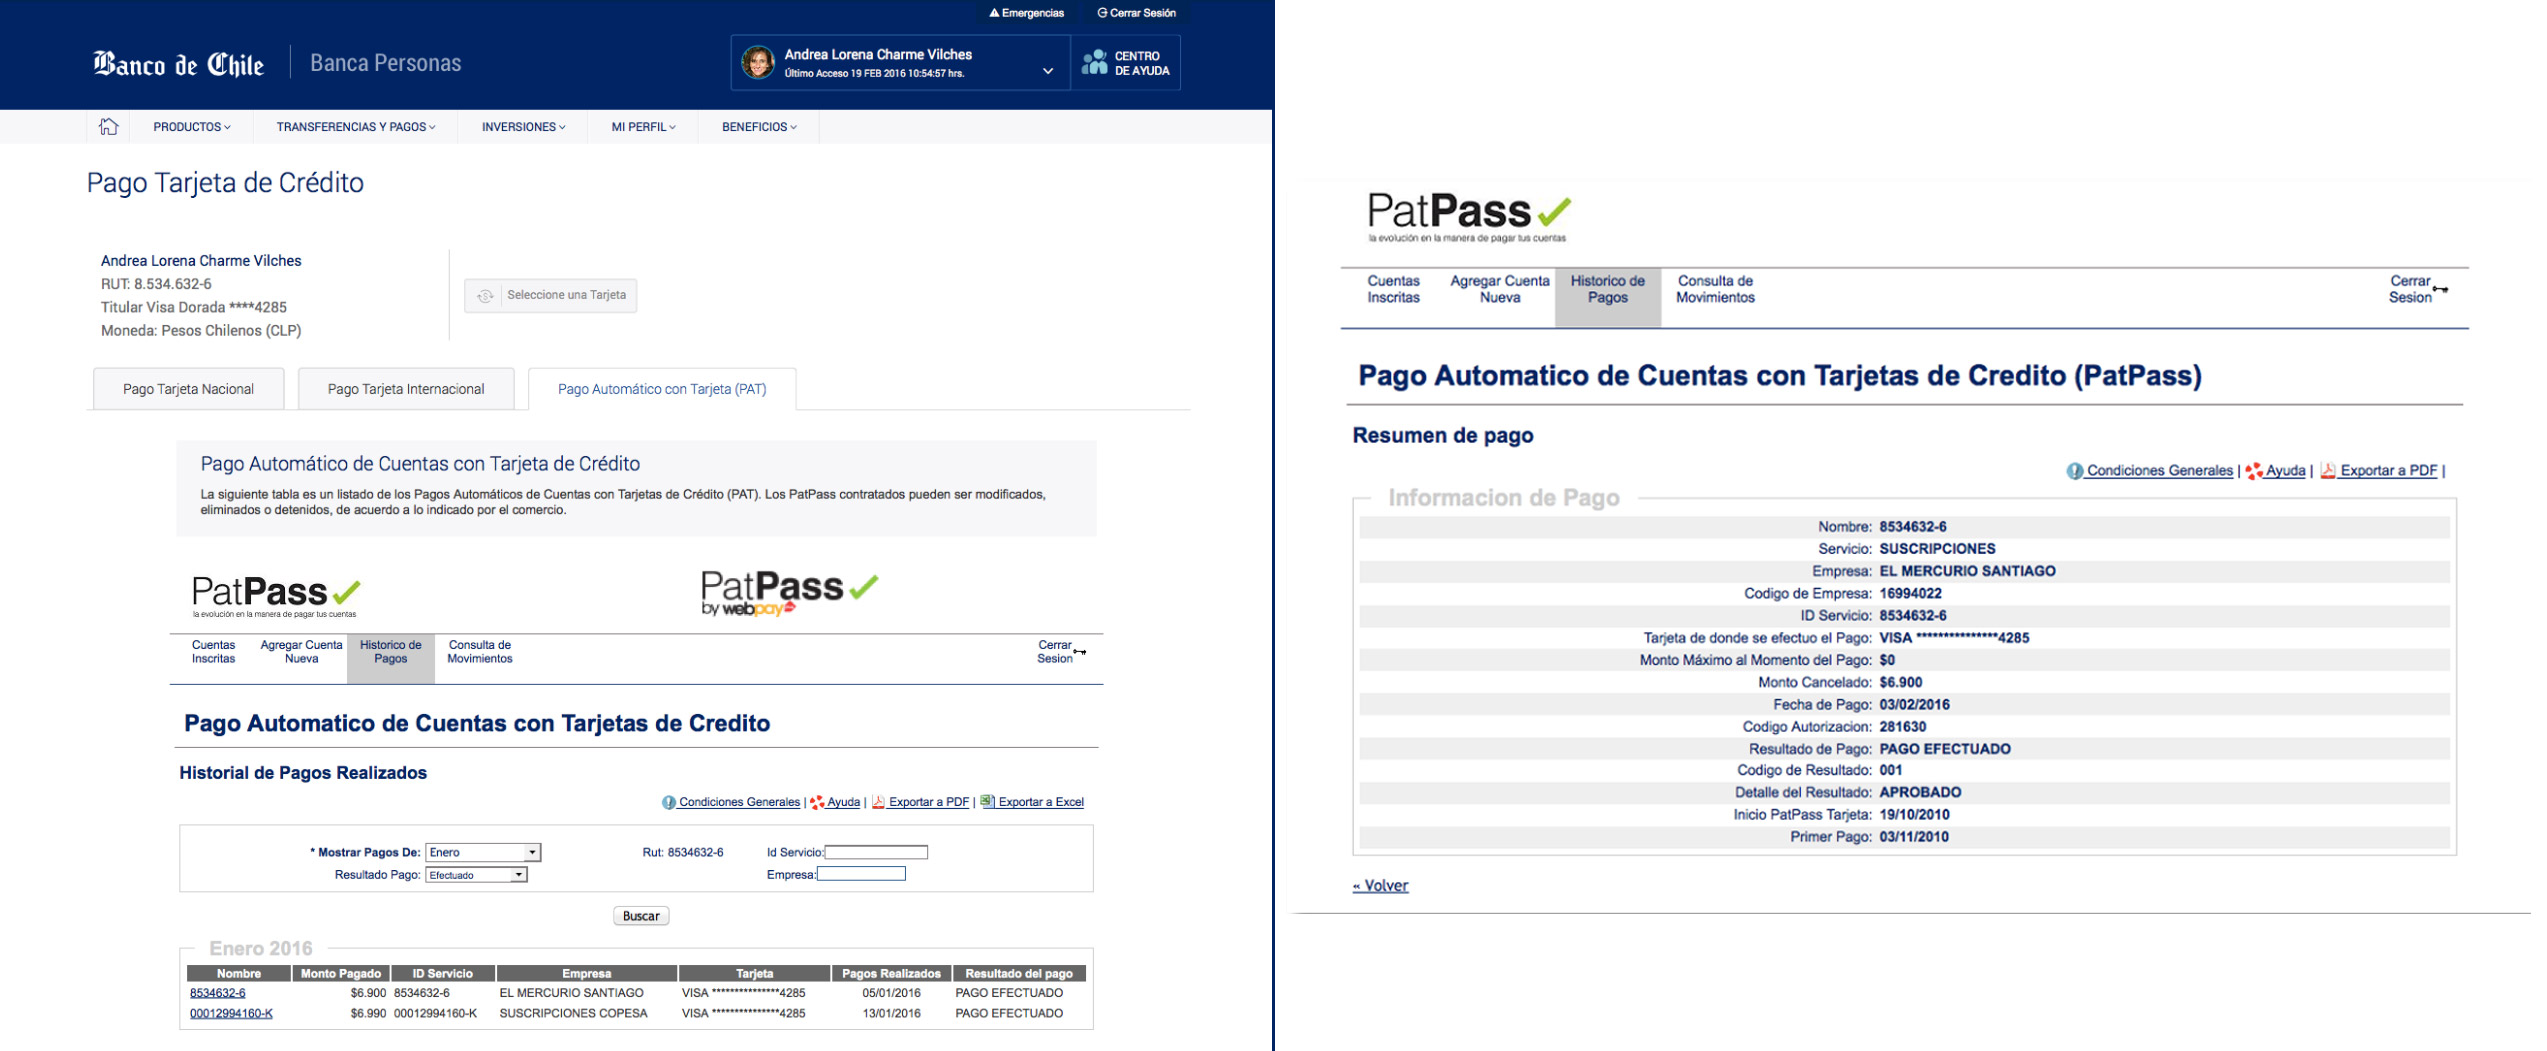 Emergencias
Cerrar Sesión
Banco de Chile
Banca Personas
Andrea Lorena Charme Vilches
Último Acceso 19 FEB 2016 10:54:57 hrs.
CENTRO
DE AYUDA
PRODUCTOS
TRANSFERENCIAS Y PAGOS
INVERSIONES
MI PERFIL
BENEFICIOS
Pago Tarjeta de Crédito
Andrea Lorena Charme Vilches
RUT: 8.534.632-6
Titular Visa Dorada ****4285
Moneda: Pesos Chilenos (CLP)
Seleccione una Tarjeta
Pago Tarjeta Nacional
Pago Tarjeta Internacional
Pago Automático con Tarjeta (PAT)
Pago Automático de Cuentas con Tarjeta de Crédito
La siguiente tabla es un listado de los Pagos Automáticos de Cuentas con Tarjetas de Crédito (PAT). Los PatPass contratados pueden ser modificados,
eliminados o detenidos, de acuerdo a lo indicado por el comercio.
PatPass
la evolución en la manera de pagar tus cuentas
PatPass
by webpay
Cuentas
Inscritas
Agregar Cuenta
Nueva
Historico de
Pagos
Consulta de
Movimientos
Cerrar
Sesion
Pago Automatico de Cuentas con Tarjetas de Credito
Historial de Pagos Realizados
Condiciones Generales | Ayuda | Exportar a PDF | Exportar a Excel
* Mostrar Pagos De: Enero
Rut: 8534632-6
Id Servicio:
Resultado Pago: Efectuado
Empresa:
Buscar
Enero 2016
Nombre Monto Pagado ID Servicio Empresa Tarjeta Pagos Realizados Resultado del pago
8534632-6 $6.900 8534632-6 EL MERCURIO SANTIAGO VISA ***************4285 05/01/2016 PAGO EFECTUADO
00012994160-K $6.990 00012994160-K SUSCRIPCIONES COPESA VISA ***************4285 13/01/2016 PAGO EFECTUADO
PatPass
la evolución en la manera de pagar tus cuentas
Cuentas
Inscritas
Agregar Cuenta
Nueva
Historico de
Pagos
Consulta de
Movimientos
Cerrar
Sesion
Pago Automatico de Cuentas con Tarjetas de Credito (PatPass)
Resumen de pago
Condiciones Generales | Ayuda | Exportar a PDF |
Informacion de Pago
Nombre: 8534632-6
Servicio: SUSCRIPCIONES
Empresa: EL MERCURIO SANTIAGO
Codigo de Empresa: 16994022
ID Servicio: 8534632-6
Tarjeta de donde se efectuo el Pago: VISA ***************4285
Monto Máximo al Momento del Pago: $0
Monto Cancelado: $6.900
Fecha de Pago: 03/02/2016
Codigo Autorizacion: 281630
Resultado de Pago: PAGO EFECTUADO
Codigo de Resultado: 001
Detalle del Resultado: APROBADO
Inicio PatPass Tarjeta: 19/10/2010
Primer Pago: 03/11/2010
« Volver